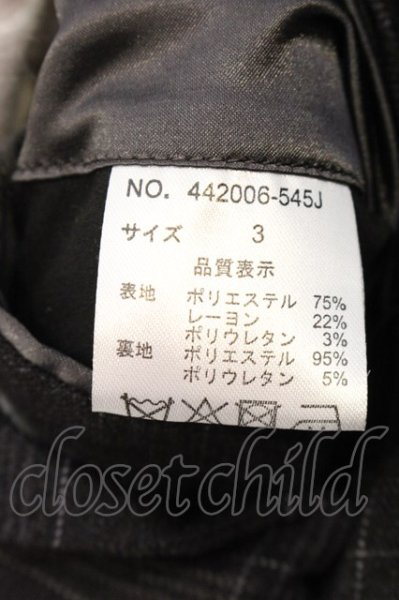 NO. 442006-545J
サイズ 3
品質表示
表地 ポリエステル 75%
レーヨン 22%
ポリウレタン 3%
裏地 ポリエステル 95%
ポリウレタン 5%
closet child